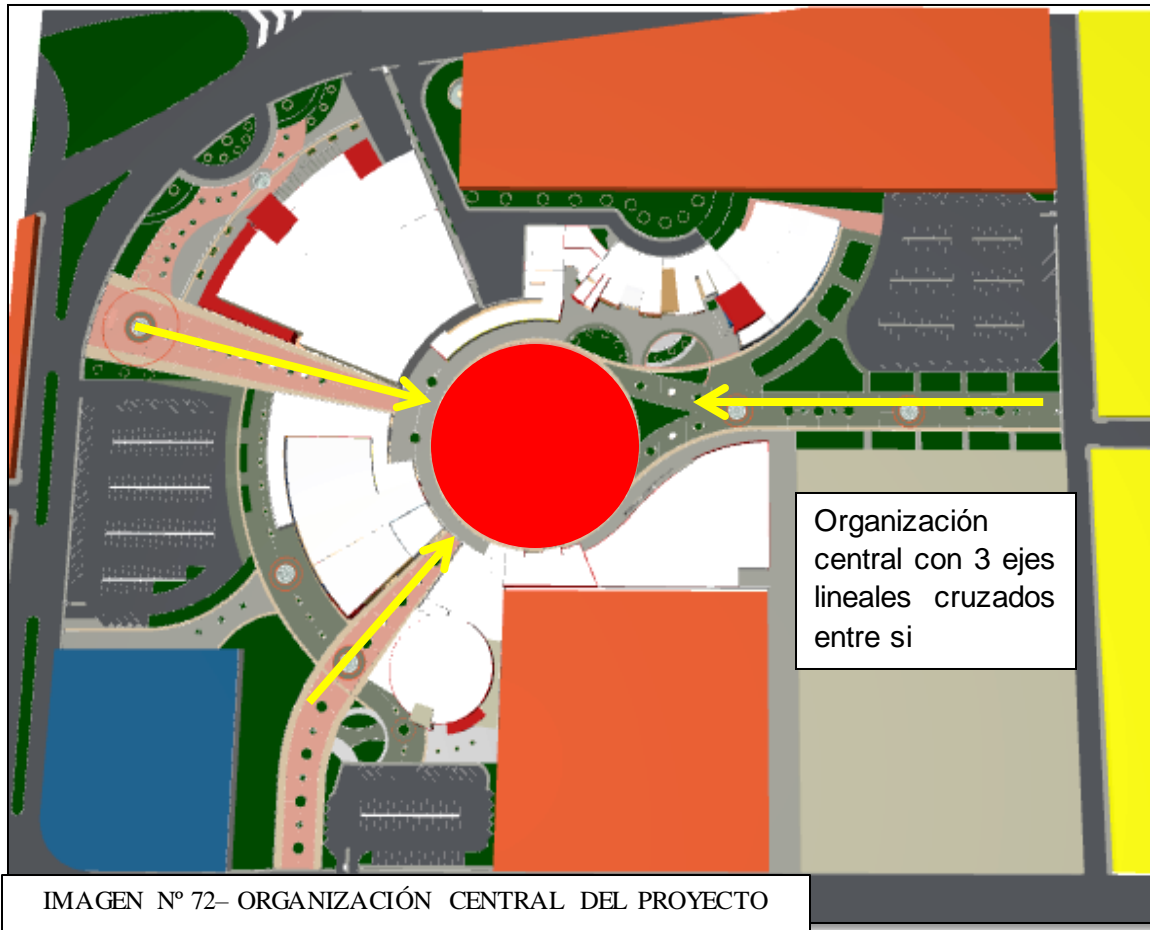 Organización
central con 3 ejes
lineales cruzados
entre si
IMAGEN Nº 72– ORGANIZACIÓN CENTRAL DEL PROYECTO